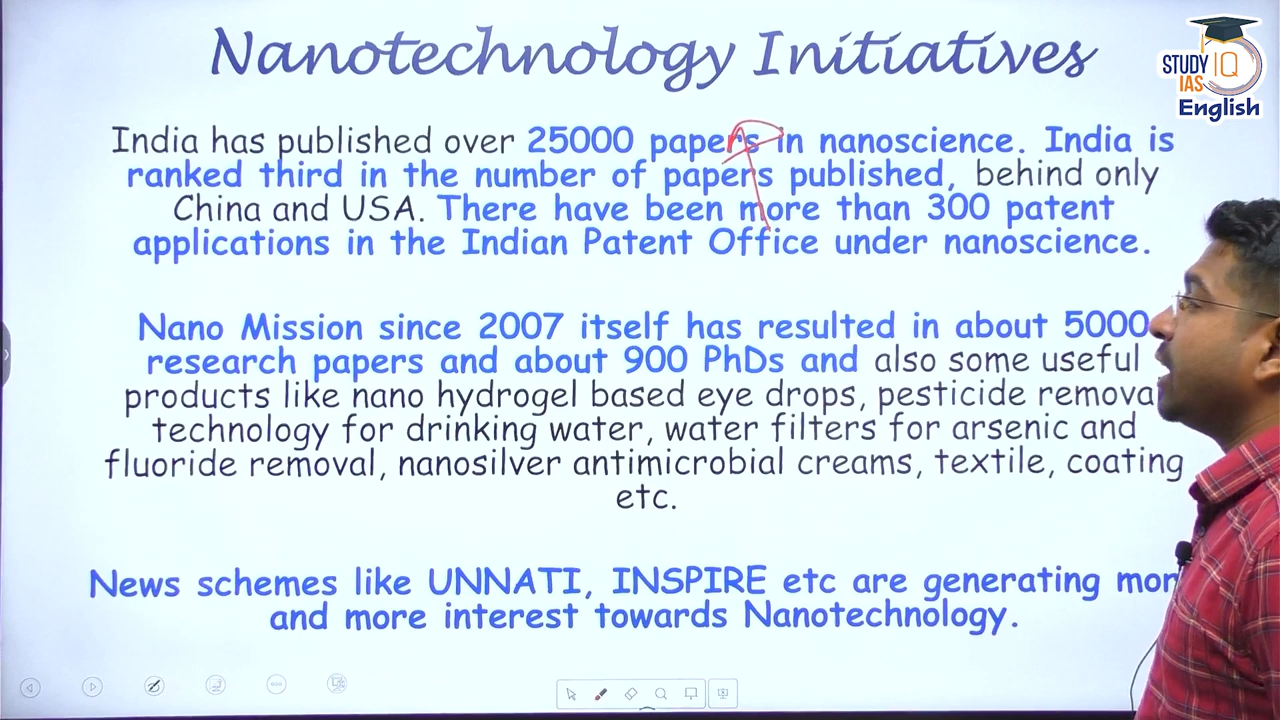 Nanotechnology Initiatives
STUDY IQ
IAS
English
India has published over 25000 papers in nanoscience. India is
ranked third in the number of papers published, behind only
China and USA. There have been more than 300 patent
applications in the Indian Patent Office under nanoscience.
Nano Mission since 2007 itself has resulted in about 5000
research papers and about 900 PhDs and also some useful
products like nano hydrogel based eye drops, pesticide remova
technology for drinking water, water filters for arsenic and
fluoride removal, nanosilver antimicrobial creams, textile, coating
etc.
News schemes like UNNATI, INSPIRE etc are generating mor
and more interest towards Nanotechnology.